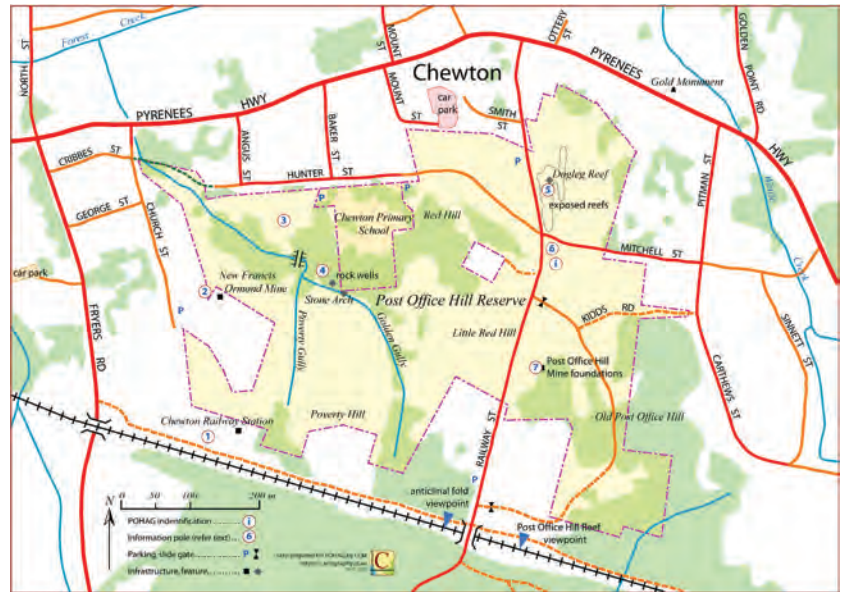 NORTH ST
Forest Creek
PYRENEES HWY
MOUNT ST
MOUNT ST
Chewton
car park
SMITH ST
OTTERY ST
PYRENEES
HWY
Gold Monument
GOLDEN POINT RD
Creek
CRIBBES ST
ANGUS ST
BAKER ST
HUNTER ST
P
P
P
GEORGE ST
CHURCH ST
3
Chewton Primary School
Red Hill
Dogleg Reef
5
exposed reefs
PITMAN ST
MITCHELL ST
6
i
car park
FRYERS RD
2
New Francis Ormond Mine
4
rock wells
Stone Arch
Post Office Hill Reserve
P
Poverty Gully
Golden Gully
Little Red Hill
KIDDS RD
SINNETT ST
CARTHEWS ST
7
Post Office Hill Mine foundations
Poverty Hill
Old Post Office Hill
Chewton Railway Station
1
RAILWAY ST
P
anticlinal fold viewpoint
Post Office Hill Reef viewpoint
N
0 50 100 200 m
POHAG indentification i
Information pole (refer text) 6
Parking, slide gate P
Infrastructure, feature
C